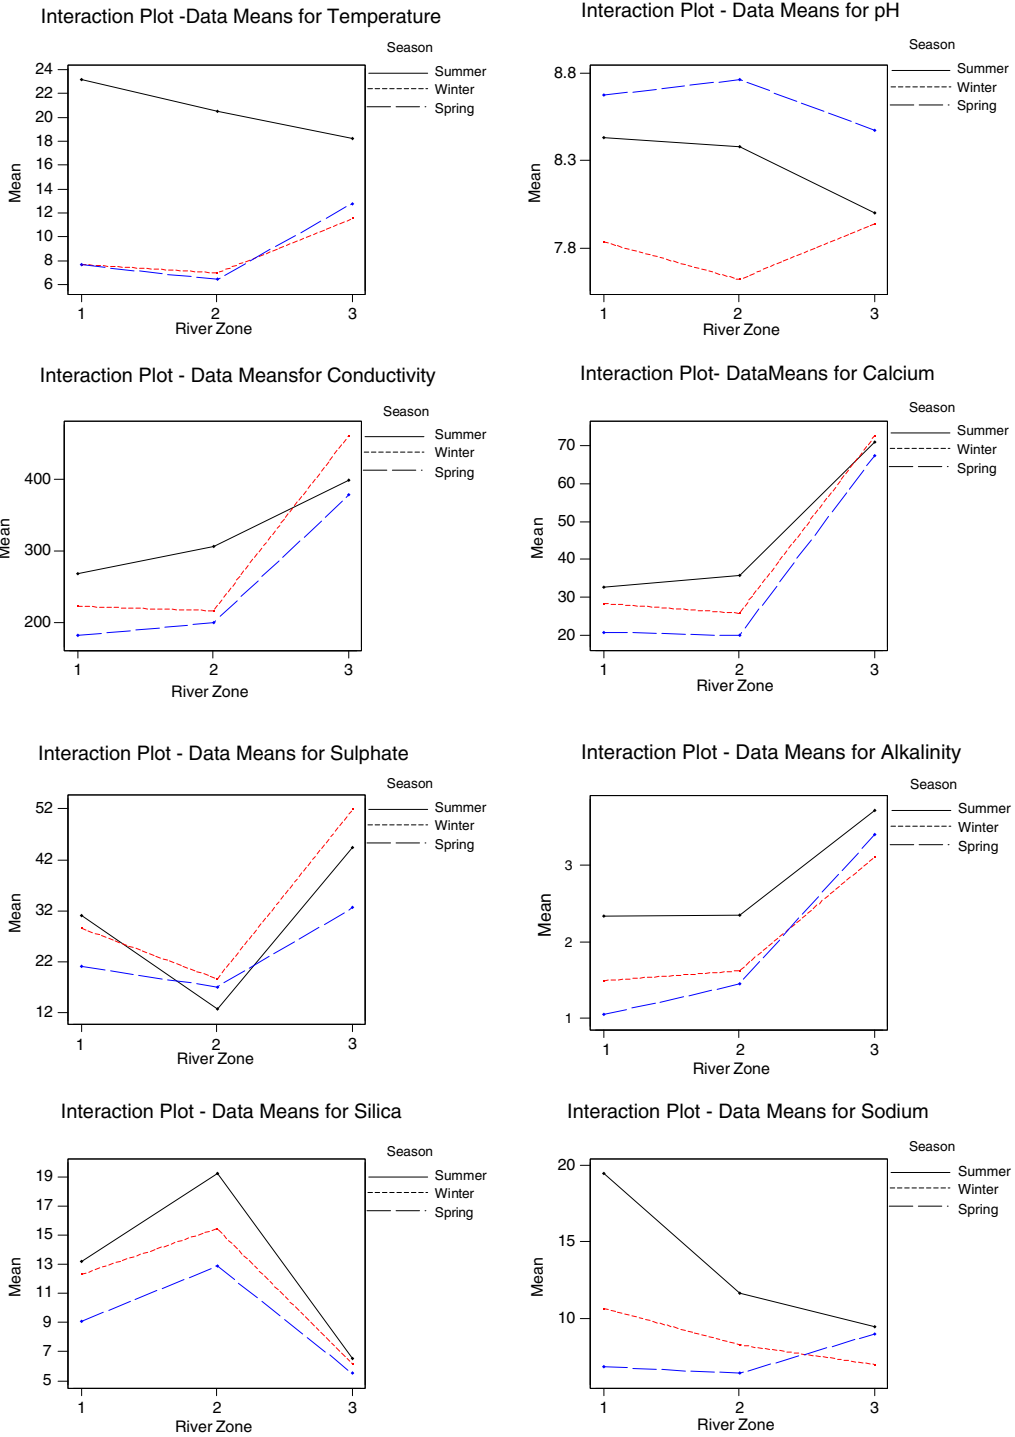 Interaction Plot -Data Means for Temperature
Season
Summer
Winter
Spring
24
22
20
18
16
14
12
10
8
6
Mean
1 2 3
River Zone
Interaction Plot - Data Means for pH
Season
Summer
Winter
Spring
8.8
8.3
7.8
Mean
1 2 3
River Zone
Interaction Plot - Data Meansfor Conductivity
Season
Summer
Winter
Spring
400
300
200
Mean
1 2 3
River Zone
Interaction Plot- DataMeans for Calcium
Season
Summer
Winter
Spring
70
60
50
40
30
20
Mean
1 2 3
River Zone
Interaction Plot - Data Means for Sulphate
Season
Summer
Winter
Spring
52
42
32
22
12
Mean
1 2 3
River Zone
Interaction Plot - Data Means for Alkalinity
Season
Summer
Winter
Spring
3
2
1
Mean
1 2 3
River Zone
Interaction Plot - Data Means for Silica
Season
Summer
Winter
Spring
19
17
15
13
11
9
7
5
Mean
1 2 3
River Zone
Interaction Plot - Data Means for Sodium
Season
Summer
Winter
Spring
20
15
10
Mean
1 2 3
River Zone